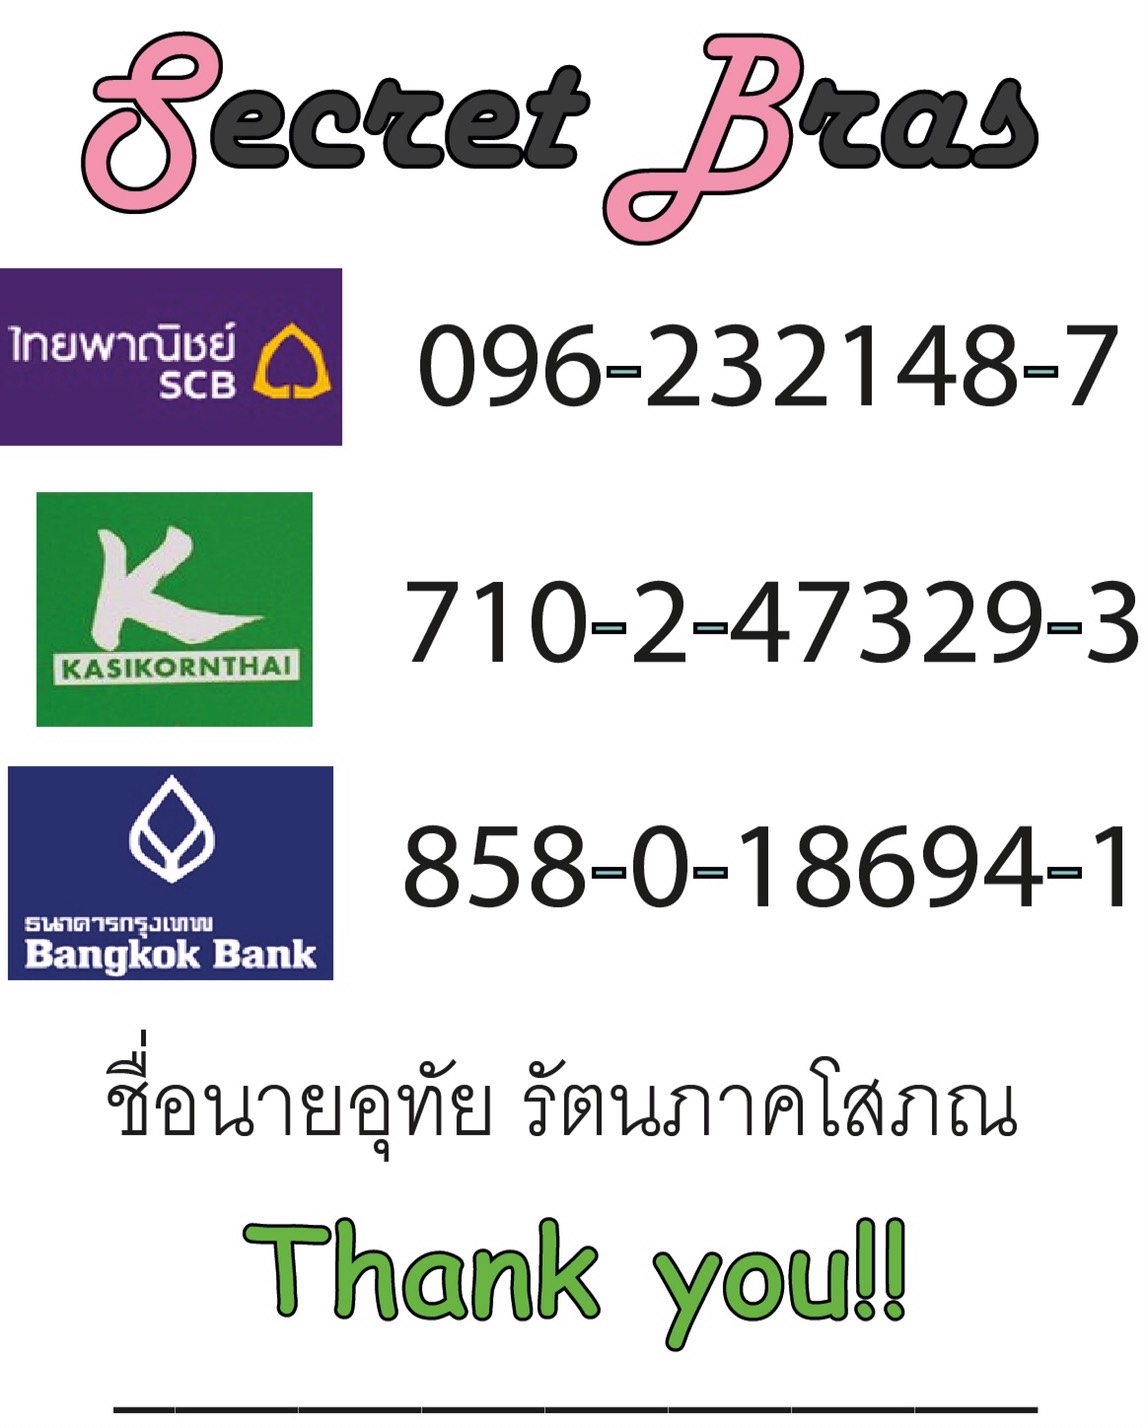 Secret Bras
ไทยพาณิชย์
SCB
096-232148-7
K
KASIKORNTHAI
710-2-47329-3
ธนาคารกรุงเทพ
Bangkok Bank
858-0-18694-1
ชื่อนายอุทัย รัตนภาคโสภณ
Thank you!!